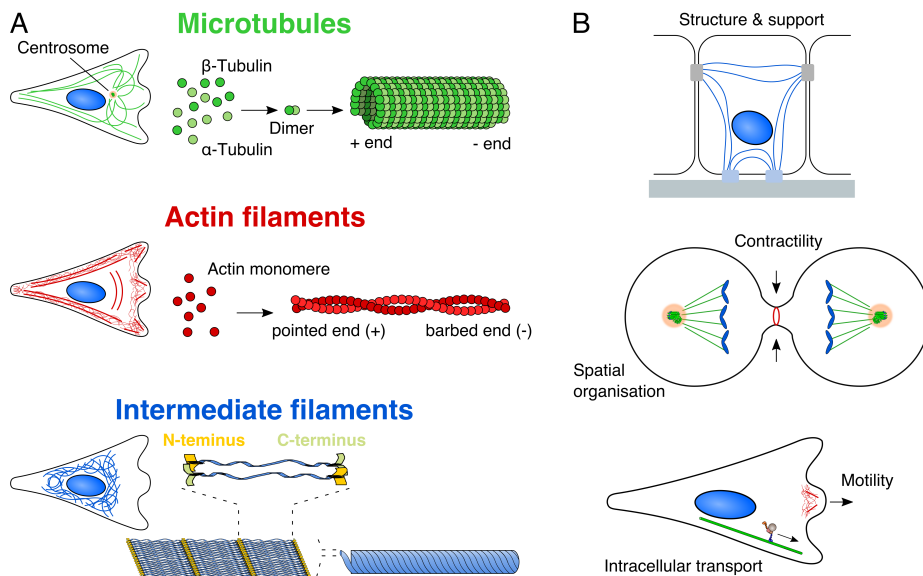 A
Microtubules
Centrosome
β-Tubulin
α-Tubulin
Dimer
+ end
- end
Actin filaments
Actin monomere
pointed end (+)
barbed end (-)
Intermediate filaments
N-teminus
C-terminus
B
Structure & support
Contractility
Spatial
organisation
Motility
Intracellular transport